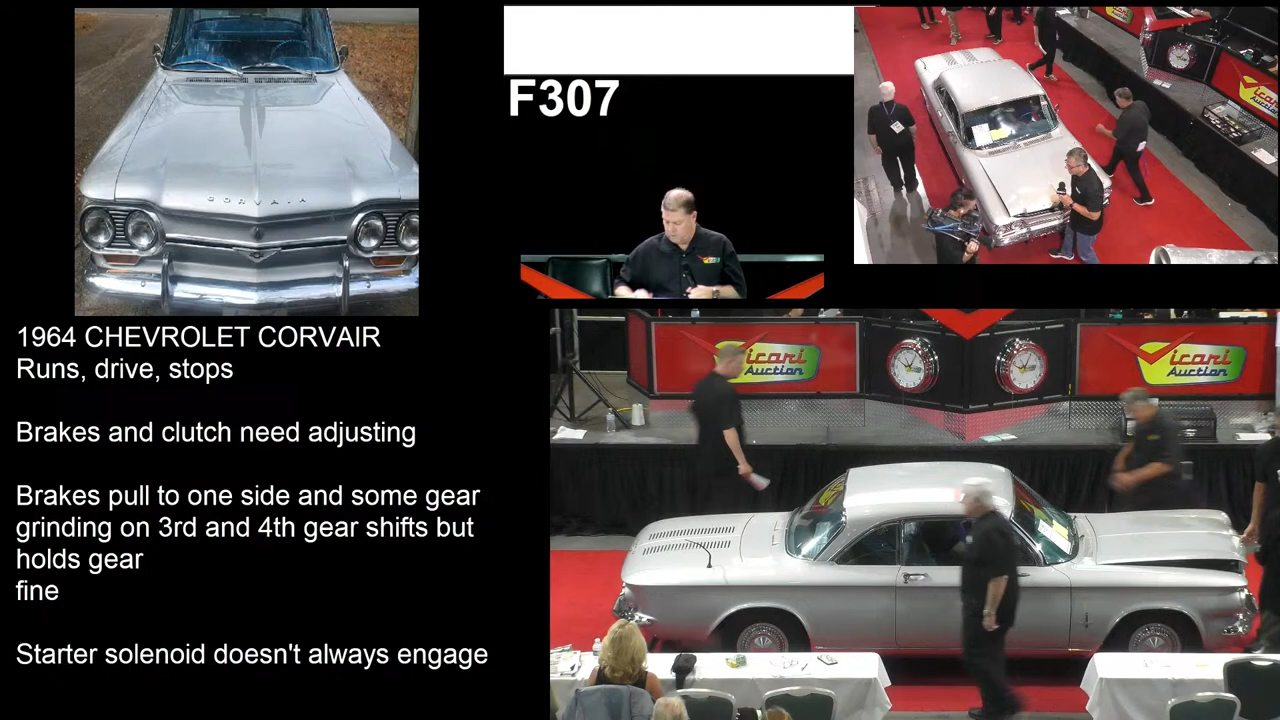 F307
CORVAIR
1964 CHEVROLET CORVAIR
Runs, drive, stops
Brakes and clutch need adjusting
Brakes pull to one side and some gear
grinding on 3rd and 4th gear shifts but
holds gear
fine
Starter solenoid doesn't always engage
Vicari
Auction
Vicari
Auction
Vicari
Auction